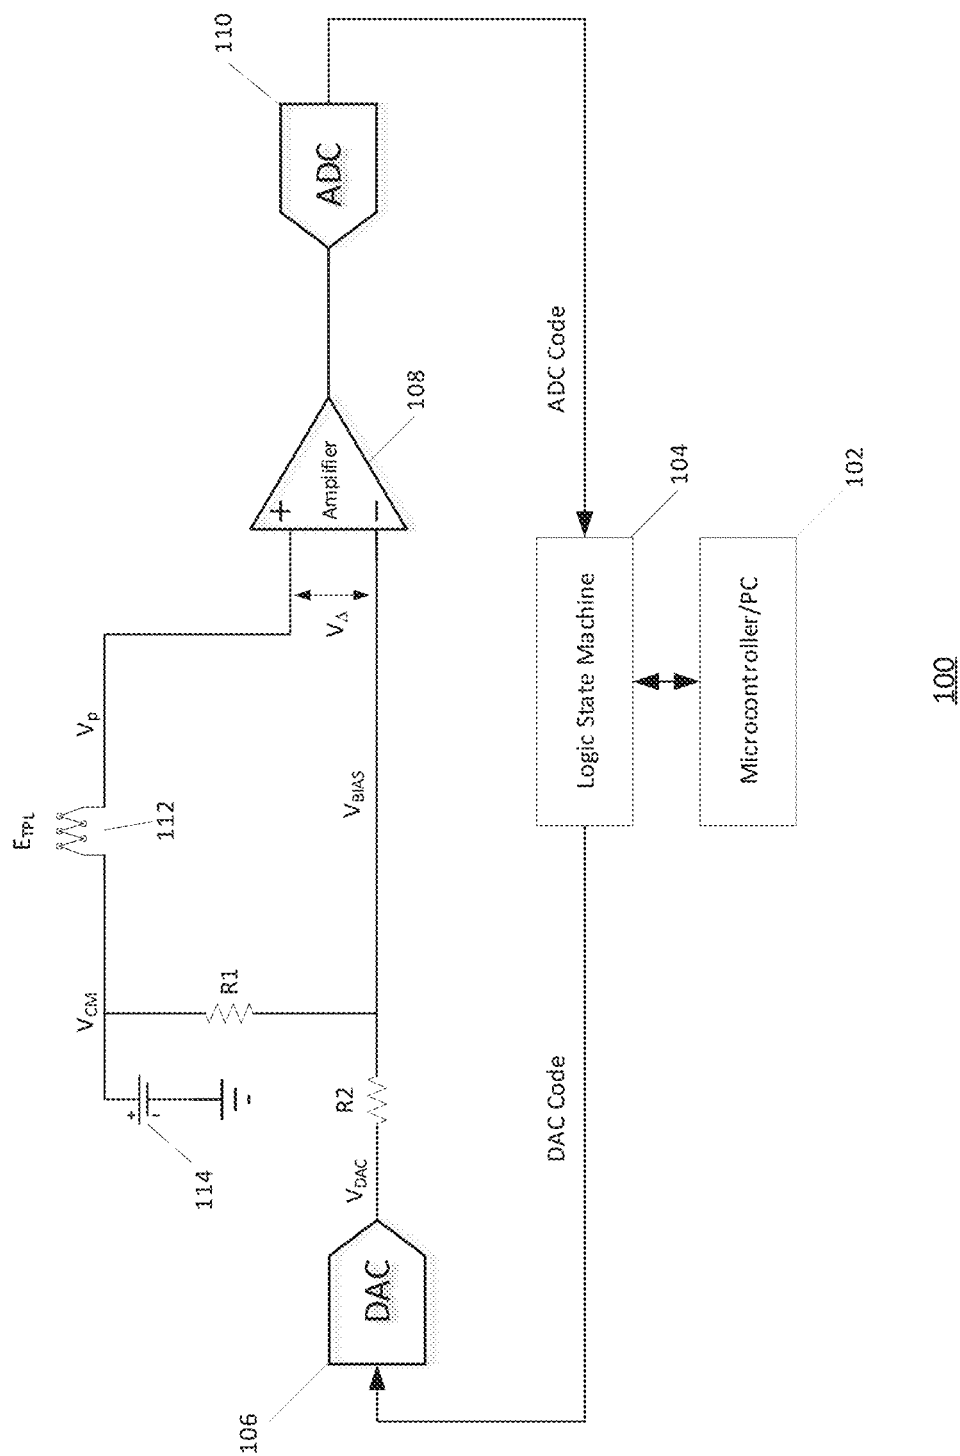 E_TPL
112
V_CM
V_p
114
R1
+
-
R2
V_DAC
V_BIAS
V_Δ
+
−
Amplifier
108
ADC
110
DAC
106
DAC Code
ADC Code
Logic State Machine
104
Microcontroller/PC
102
100